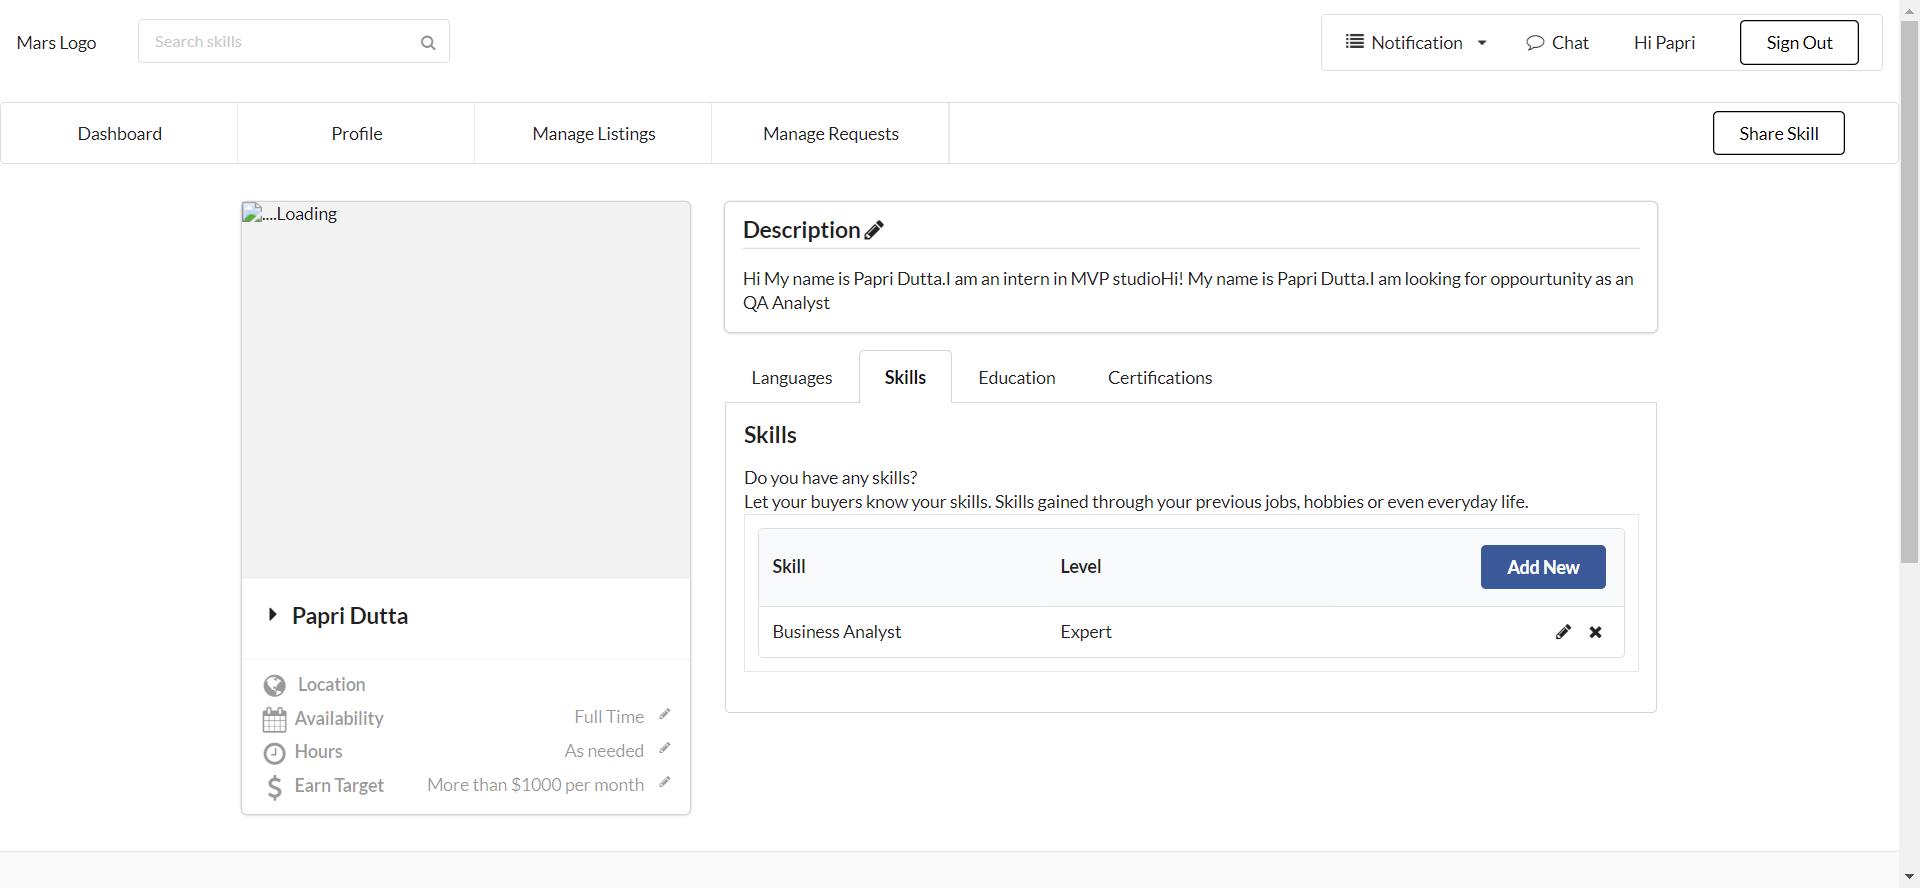 Mars Logo
Search skills
Notification
Chat
Hi Papri
Sign Out
Dashboard
Profile
Manage Listings
Manage Requests
Share Skill
....Loading
Papri Dutta
Location
Availability
Full Time
Hours
As needed
Earn Target
More than $1000 per month
Description
Hi My name is Papri Dutta.I am an intern in MVP studioHi! My name is Papri Dutta.I am looking for oppourtunity as an
QA Analyst
Languages
Skills
Education
Certifications
Skills
Do you have any skills?
Let your buyers know your skills. Skills gained through your previous jobs, hobbies or even everyday life.
Skill
Level
Add New
Business Analyst
Expert